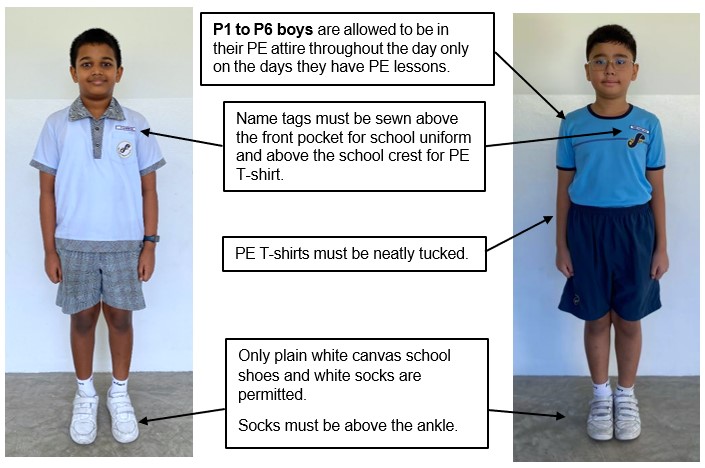 P1 to P6 boys are allowed to be in
their PE attire throughout the day only
on the days they have PE lessons.
Name tags must be sewn above
the front pocket for school uniform
and above the school crest for PE
T-shirt.
PE T-shirts must be neatly tucked.
Only plain white canvas school
shoes and white socks are
permitted.
Socks must be above the ankle.